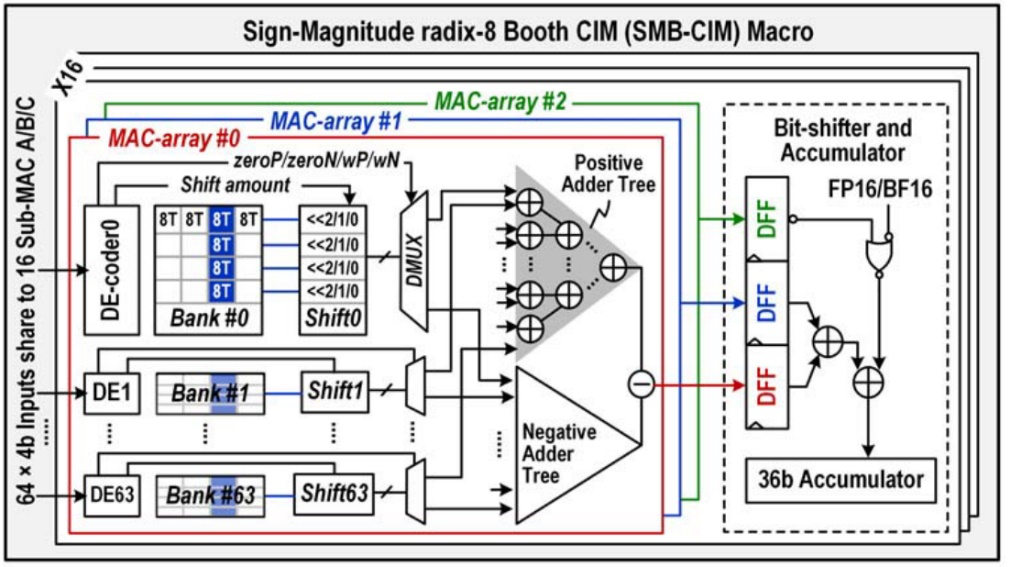 Sign-Magnitude radix-8 Booth CIM (SMB-CIM) Macro
X16
64 × 4b Inputs share to 16 Sub-MAC A/B/C
MAC-array #2
MAC-array #1
MAC-array #0
zeroP/zeroN/wP/wN
Shift amount
DE-coder0
8T 8T 8T 8T
8T
8T
8T
Bank #0
<<2/1/0
<<2/1/0
<<2/1/0
<<2/1/0
Shift0
DMUX
Positive
Adder Tree
DE1
Bank #1
Shift1
DE63
Bank #63
Shift63
Negative
Adder
Tree
Bit-shifter and
Accumulator
FP16/BF16
DFF
DFF
DFF
36b Accumulator